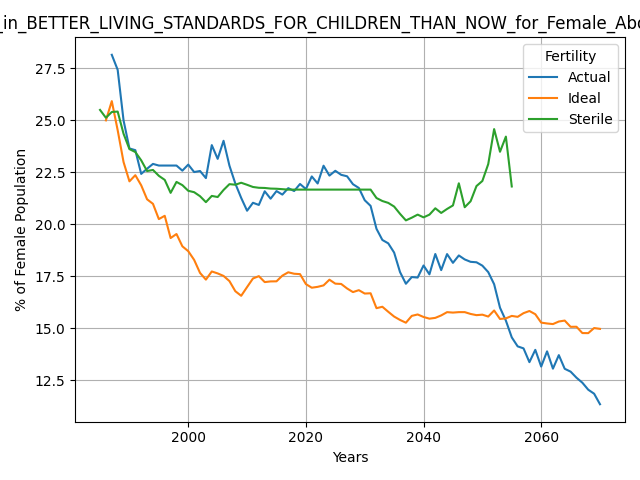 _in_BETTER_LIVING_STANDARDS_FOR_CHILDREN_THAN_NOW_for_Female_Abo
Fertility
Actual
Ideal
Sterile
% of Female Population
27.5
25.0
22.5
20.0
17.5
15.0
12.5
2000
2020
2040
2060
Years